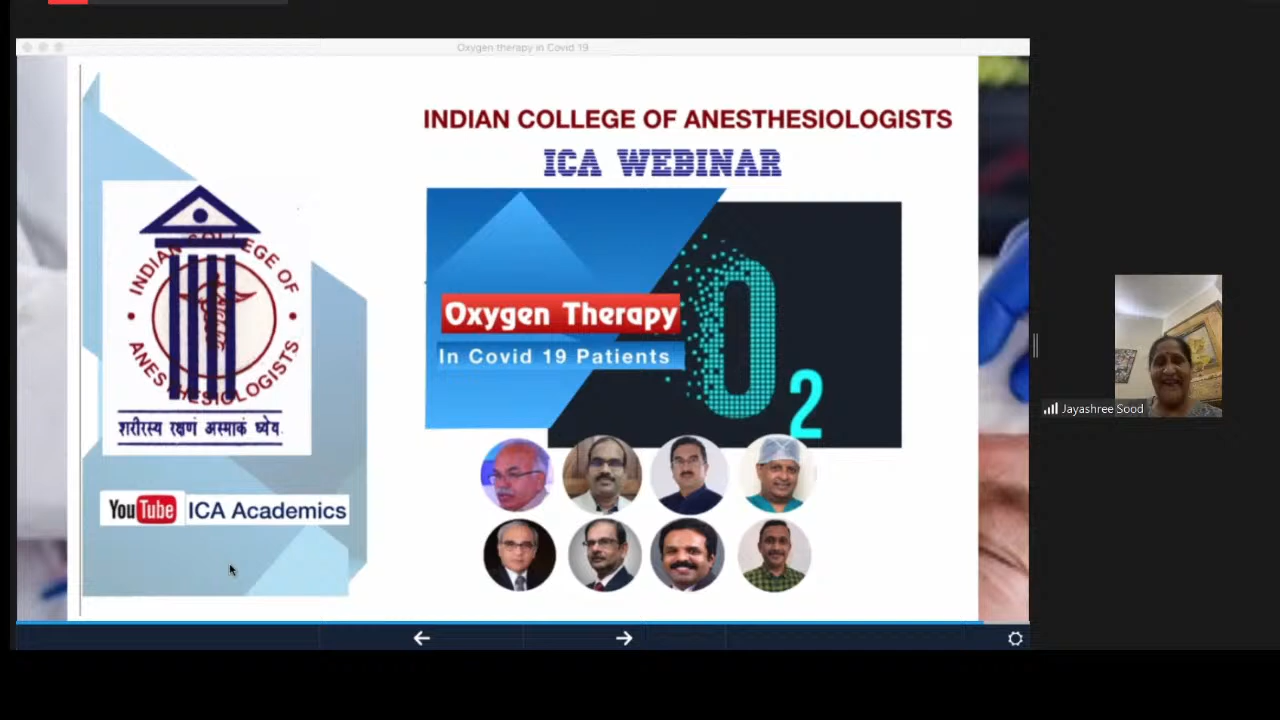 Oxygen therapy in Covid 19
INDIAN COLLEGE OF ANESTHESIOLOGISTS
ICA WEBINAR
INDIAN COLLEGE OF
ANESTHESIOLOGISTS
शरीरस्य रक्षणं अस्माकं ध्येय
Oxygen Therapy
In Covid 19 Patients
O2
YouTube ICA Academics
Jayashree Sood